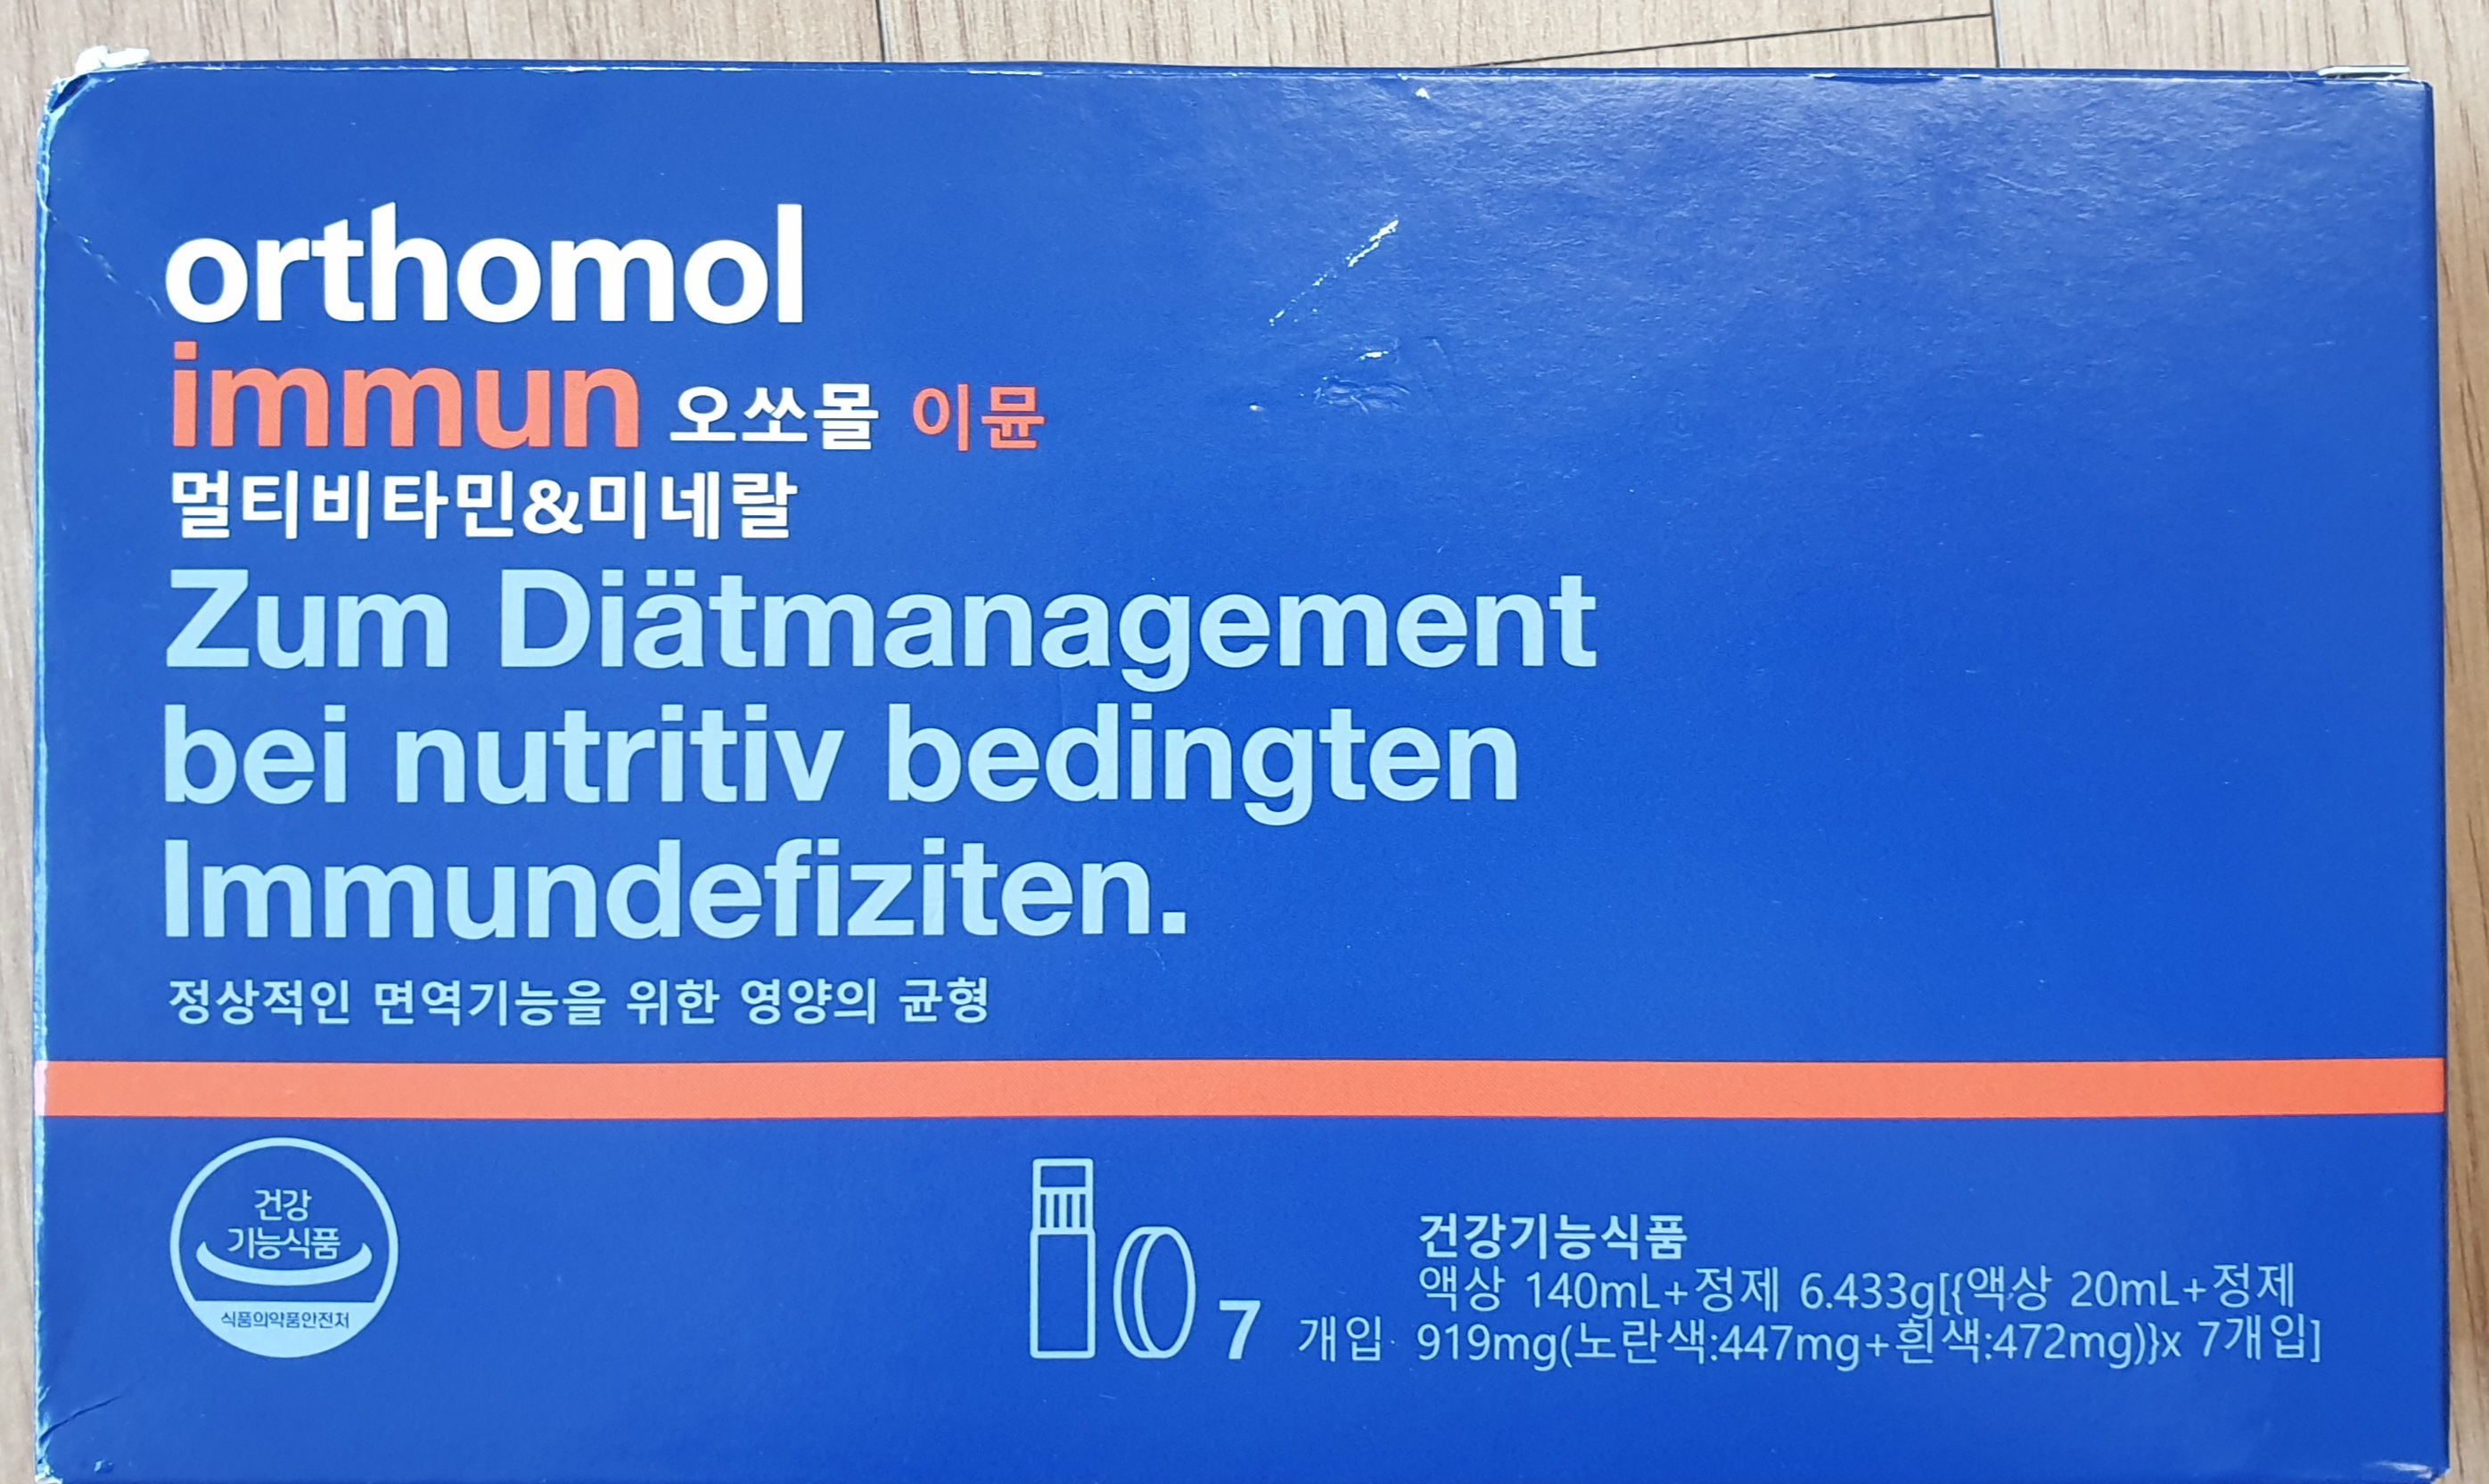 orthomol
immun 오쏘몰 이뮨
멀티비타민&미네랄
Zum Diätmanagement
bei nutritiv bedingten
Immundefiziten.
정상적인 면역기능을 위한 영양의 균형
건강
기능식품
식품의약품안전처
7 개입
건강기능식품
액상 140mL+정제 6.433g[{액상 20mL+정제
919mg(노란색:447mg+흰색:472mg)}x 7개입]